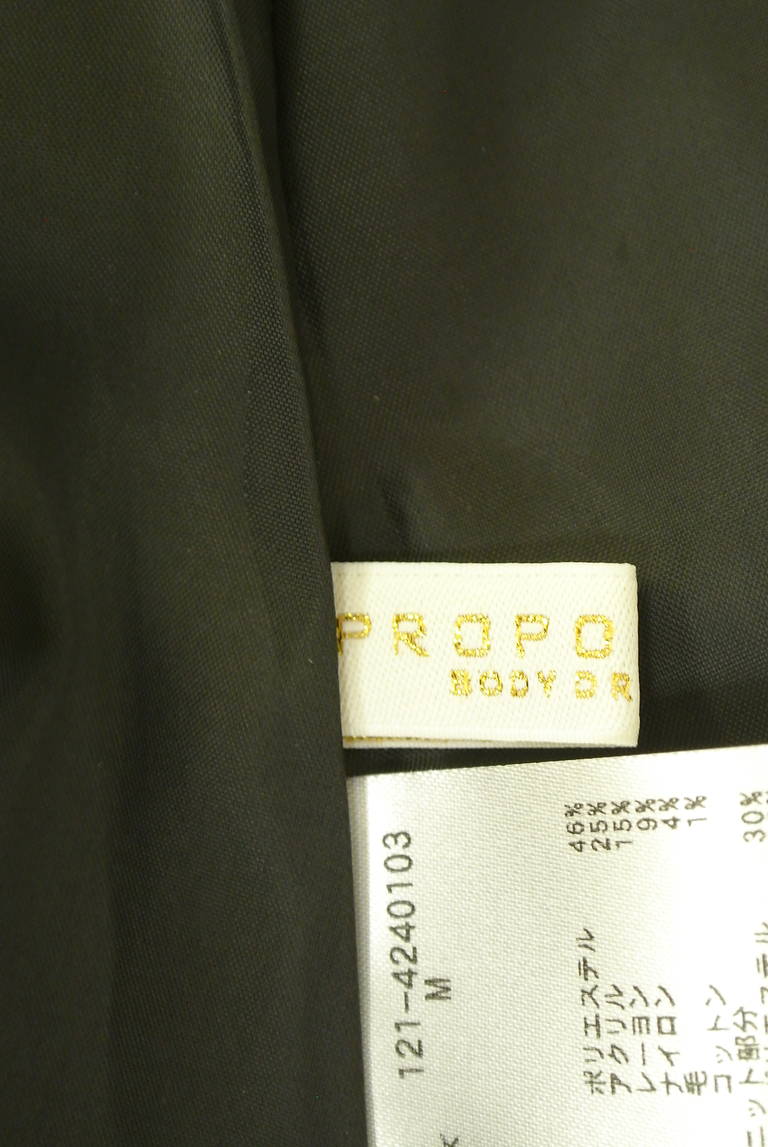 PROPO
BODY DR
121-4240103
M
ポリエステル 46%
アクリル 25%
レーヨン 15%
ナイロン 9%
毛 4%
コットン 1%
ニット部分
30%